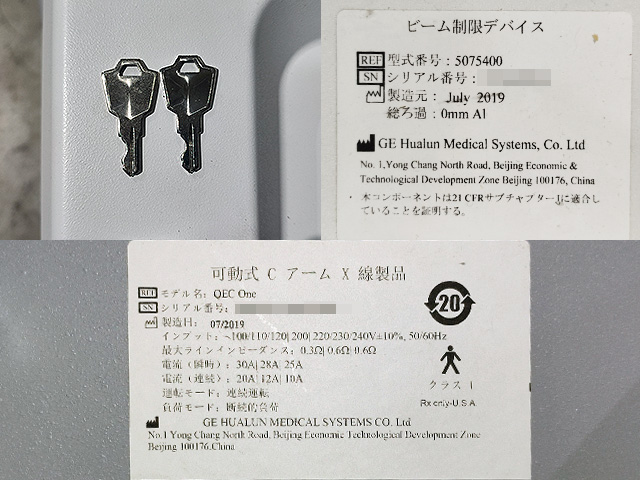 ビーム制限デバイス
REF 型式番号：5075400
SN シリアル番号：
製造元：July 2019
総ろ過：0mm Al
GE Hualun Medical Systems, Co. Ltd
No. 1,Yong Chang North Road, Beijing Economic &
Technological Development Zone Beijing 100176, China
本コンポーネントは21 CFRサブチャプターJに適合し
ていることを証明する。
可動式 C アーム X 線製品
REF モデル名：OEC One
SN シリアル番号：
製造日：07/2019
インプット：~100/110/120| 200| 220/230/240V±10%, 50/60Hz
最大ラインインピーダンス：0.3Ω| 0.6Ω| 0.6Ω
電流（瞬時）：30A| 28A| 25A
電流（連続）：20A| 12A| 10A
運転モード：連続運転
負荷モード：断続的負荷
GE HUALUN MEDICAL SYSTEMS CO. Ltd
No.1 Yong Chang North Road, Beijing Economic Technological Development Zone
Beijing 100176.China
20
クラス I
Rx only-U.S.A.